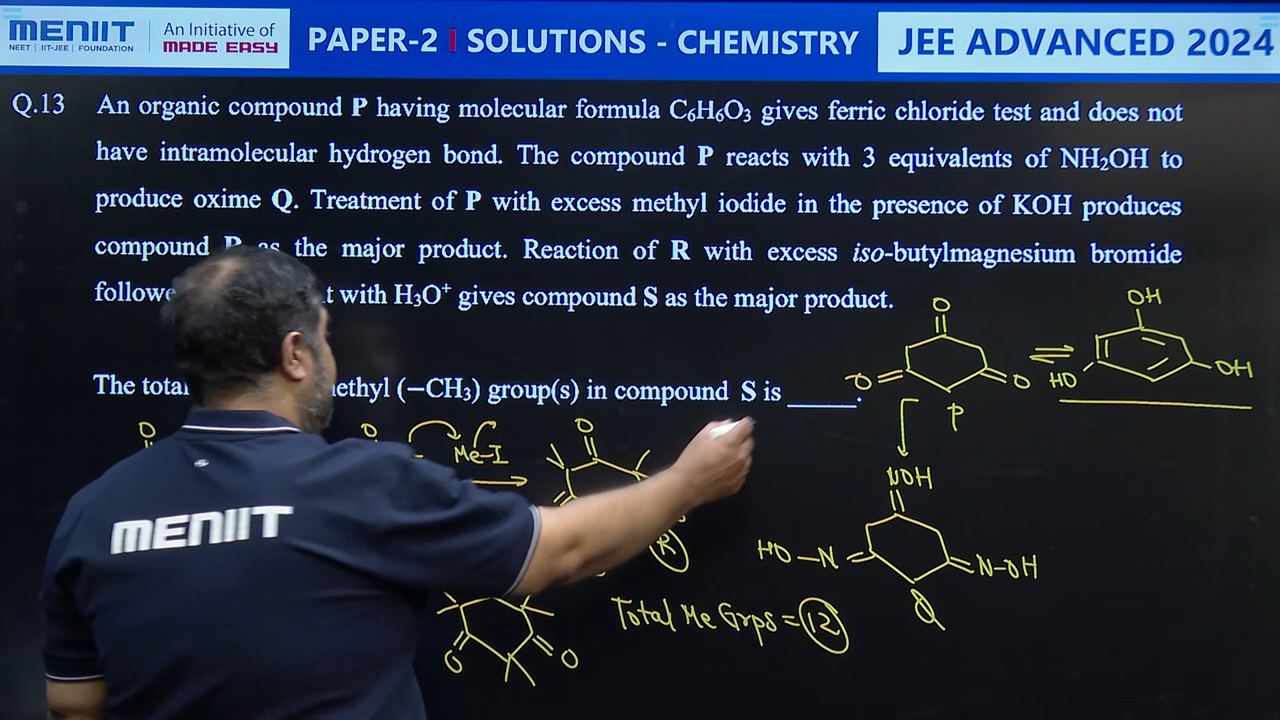 MENIIT
NEET | IIT-JEE | FOUNDATION
An Initiative of
MADE EASY
PAPER-2 | SOLUTIONS - CHEMISTRY
JEE ADVANCED 2024
Q.13 An organic compound P having molecular formula C₆H₆O₃ gives ferric chloride test and does not
have intramolecular hydrogen bond. The compound P reacts with 3 equivalents of NH₂OH to
produce oxime Q. Treatment of P with excess methyl iodide in the presence of KOH produces
compound as the major product. Reaction of R with excess iso-butylmagnesium bromide
with H₃O⁺ gives compound S as the major product.
The (−CH₃) group(s) in compound S is _____.
O
O
O
P
⇌
OH
HO
OH
NOH
HO-N
N-OH
Q
O
O
Me-I
O
R
O
O
Total Me Grps = 12
MENIIT